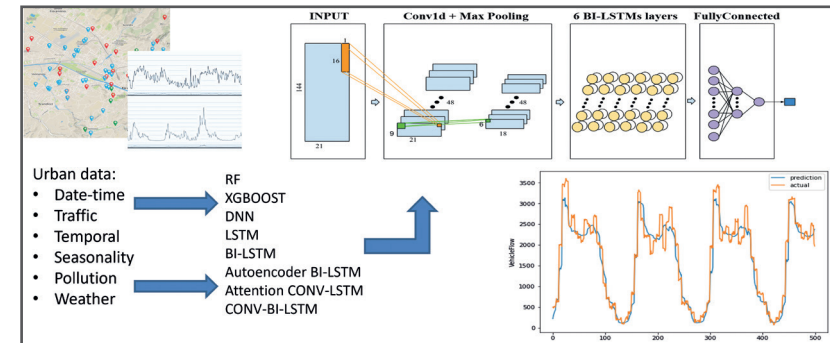 INPUT
Conv1d + Max Pooling
6 BI-LSTMs layers
FullyConnected
1
16
144
21
48
9
21
48
6
18
Urban data:
• Date-time
• Traffic
• Temporal
• Seasonality
• Pollution
• Weather
RF
XGBOOST
DNN
LSTM
BI-LSTM
Autoencoder BI-LSTM
Attention CONV-LSTM
CONV-BI-LSTM
prediction
actual
VehicleFlow
3500
3000
2500
2000
1500
1000
500
0
0 100 200 300 400 500